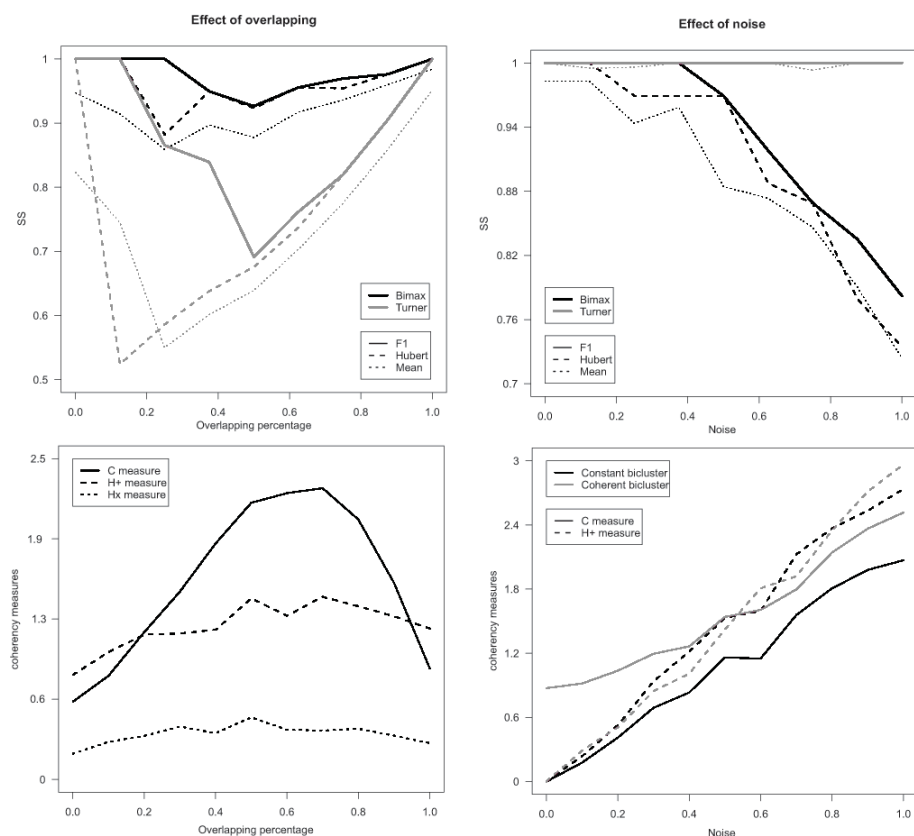 Effect of overlapping
SS
1
0.9
0.8
0.7
0.6
0.5
Bimax
Turner
F1
Hubert
Mean
0.0
0.2
0.4
0.6
0.8
1.0
Overlapping percentage
Effect of noise
SS
1
0.94
0.88
0.82
0.76
0.7
Bimax
Turner
F1
Hubert
Mean
0.0
0.2
0.4
0.6
0.8
1.0
Noise
coherency measures
2.5
1.9
1.3
0.6
0
C measure
H+ measure
Hx measure
0.0
0.2
0.4
0.6
0.8
1.0
Overlapping percentage
coherency measures
3
2.4
1.8
1.2
0.6
0
Constant bicluster
Coherent bicluster
C measure
H+ measure
0.0
0.2
0.4
0.6
0.8
1.0
Noise